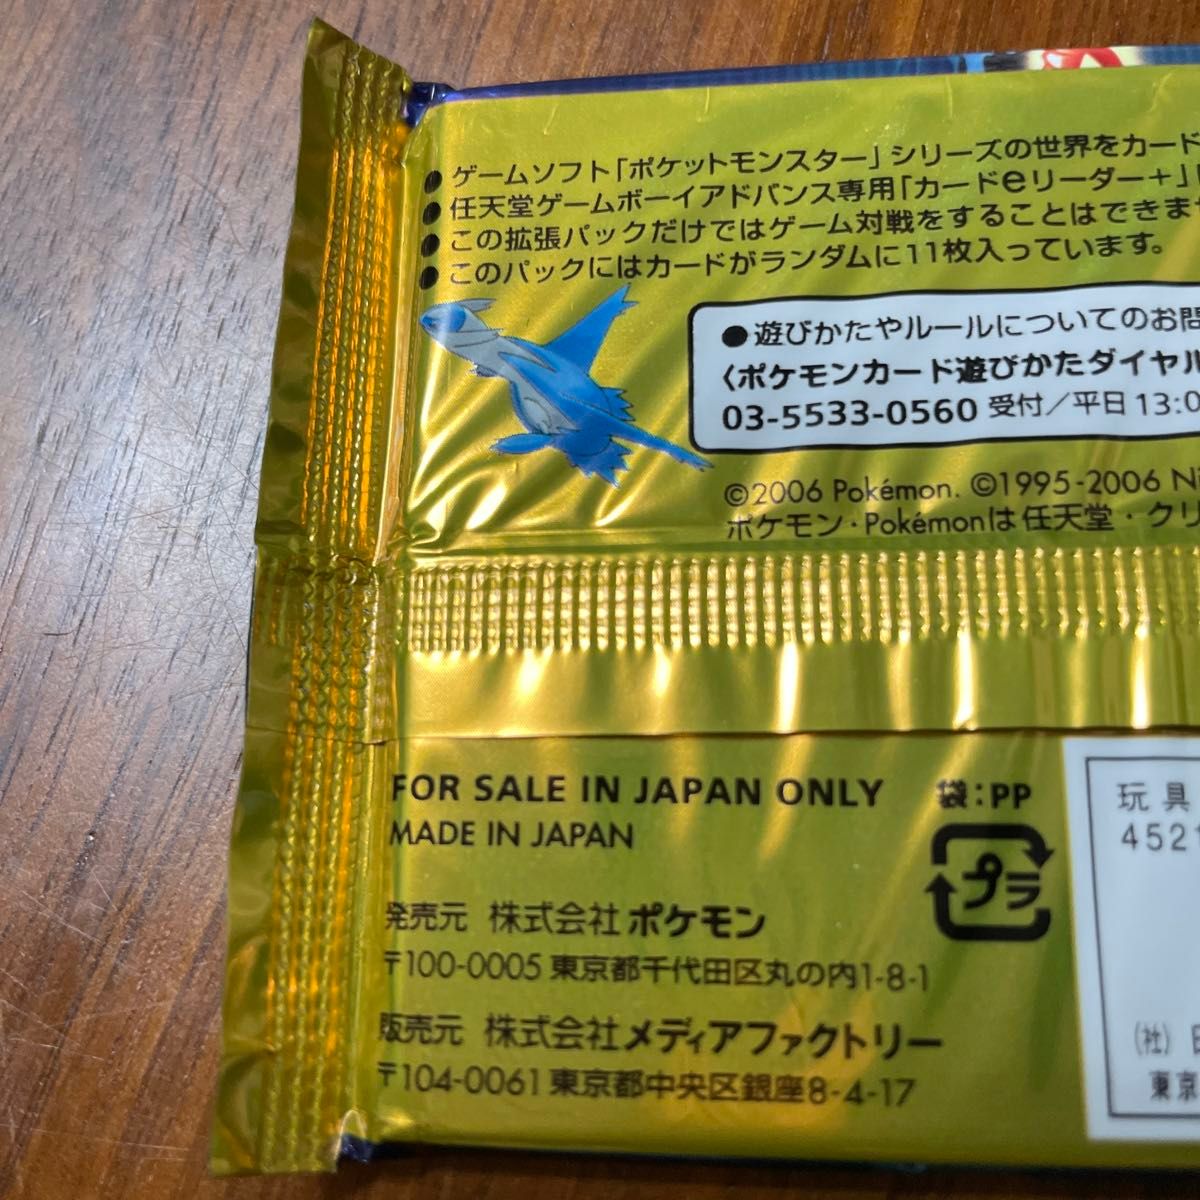 ●ゲームソフト「ポケットモンスター」シリーズの世界をカード
●任天堂ゲームボーイアドバンス専用「カードeリーダー+」
●この拡張パックだけではゲーム対戦をすることはできませ
●このパックにはカードがランダムに11枚入っています。
●遊びかたやルールについてのお問
〈ポケモンカード遊びかたダイヤル
03-5533-0560 受付/平日13:0
©2006 Pokémon. ©1995-2006 Ni
ポケモン・Pokémonは任天堂・クリ
FOR SALE IN JAPAN ONLY
MADE IN JAPAN
袋:PP
プラ
発売元 株式会社ポケモン
〒100-0005 東京都千代田区丸の内1-8-1
販売元 株式会社メディアファクトリー
〒104-0061 東京都中央区銀座8-4-17
玩具
452
(社)
東京